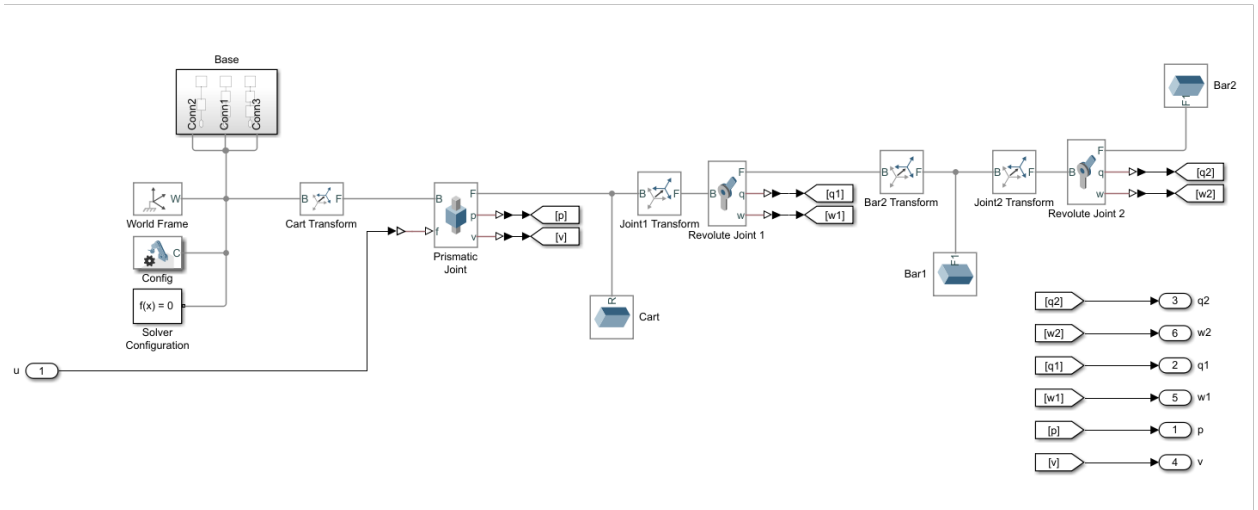 Base
Conn2
Conn1
Conn3
W
World Frame
C
Config
f(x) = 0
Solver
Configuration
u
1
B
F
Cart Transform
B
F
p
v
f
Prismatic
Joint
[p]
[v]
R
Cart
B
F
Joint1 Transform
B
F
q
w
Revolute Joint 1
[q1]
[w1]
B
F
Bar2 Transform
F1
Bar1
B
F
Joint2 Transform
B
F
q
w
Revolute Joint 2
[q2]
[w2]
F1
Bar2
[q2] 3 q2
[w2] 6 w2
[q1] 2 q1
[w1] 5 w1
[p] 1 p
[v] 4 v